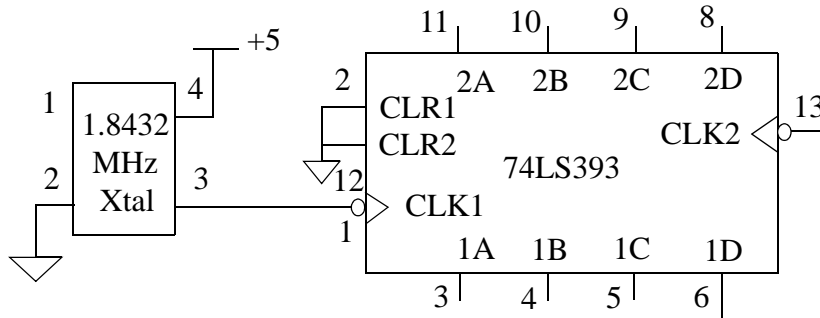 11
10
9
8
+5
2
2A
2B
2C
2D
1
4
CLR1
13
1.8432
MHz
Xtal
CLR2
CLK2
74LS393
2
3
12
CLK1
1
1A
1B
1C
1D
3
4
5
6